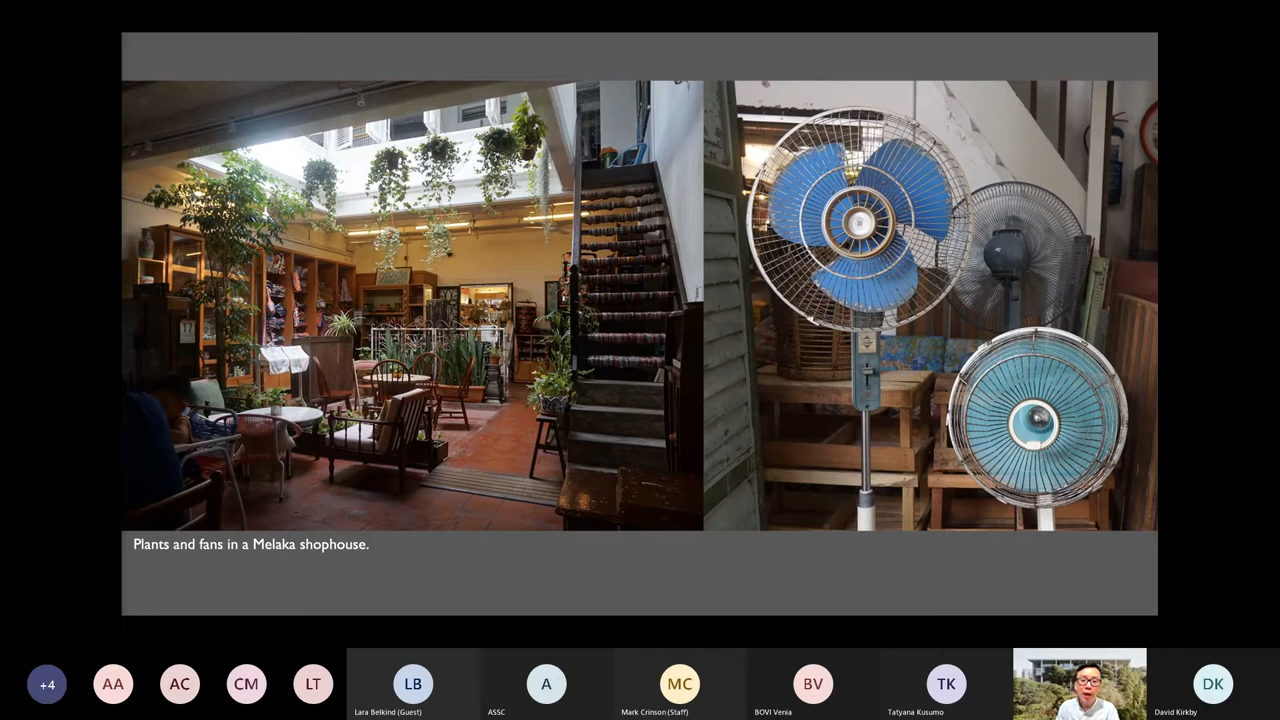 Plants and fans in a Melaka shophouse.
+4
AA
AC
CM
LT
LB
A
MC
BV
TK
DK
Lara Belkind (Guest)
ASSC
Mark Crinson (Staff)
BOVI Venia
Tatyana Kusumo
David Kirkby
17